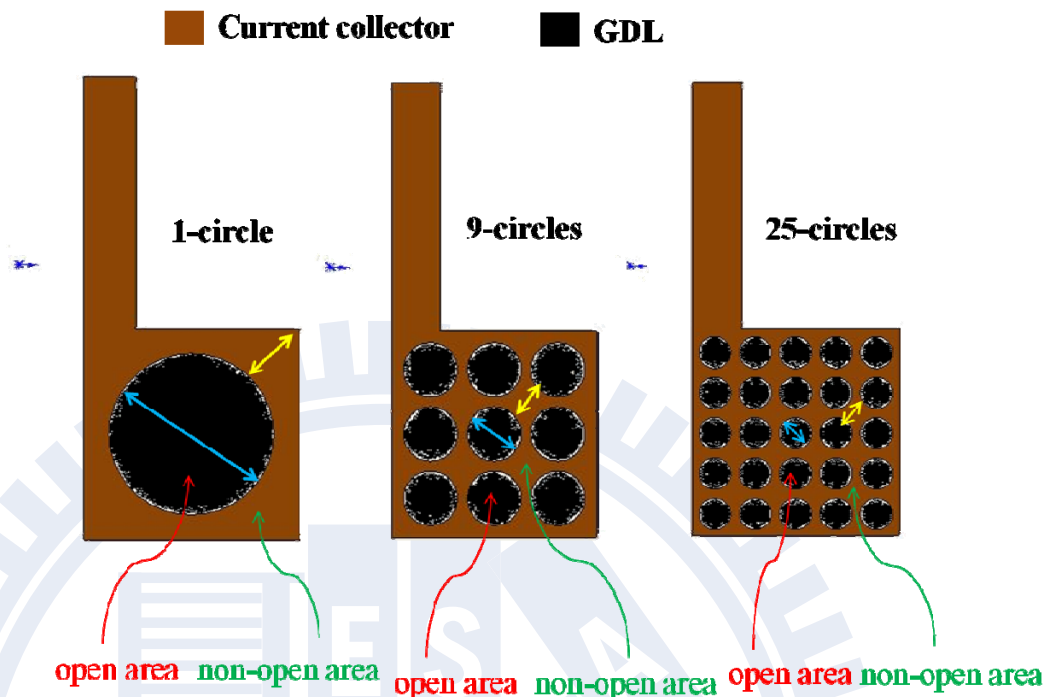 Current collector
GDL
1-circle
9-circles
25-circles
open area
non-open area
open area
non-open area
open area
non-open area
E S A